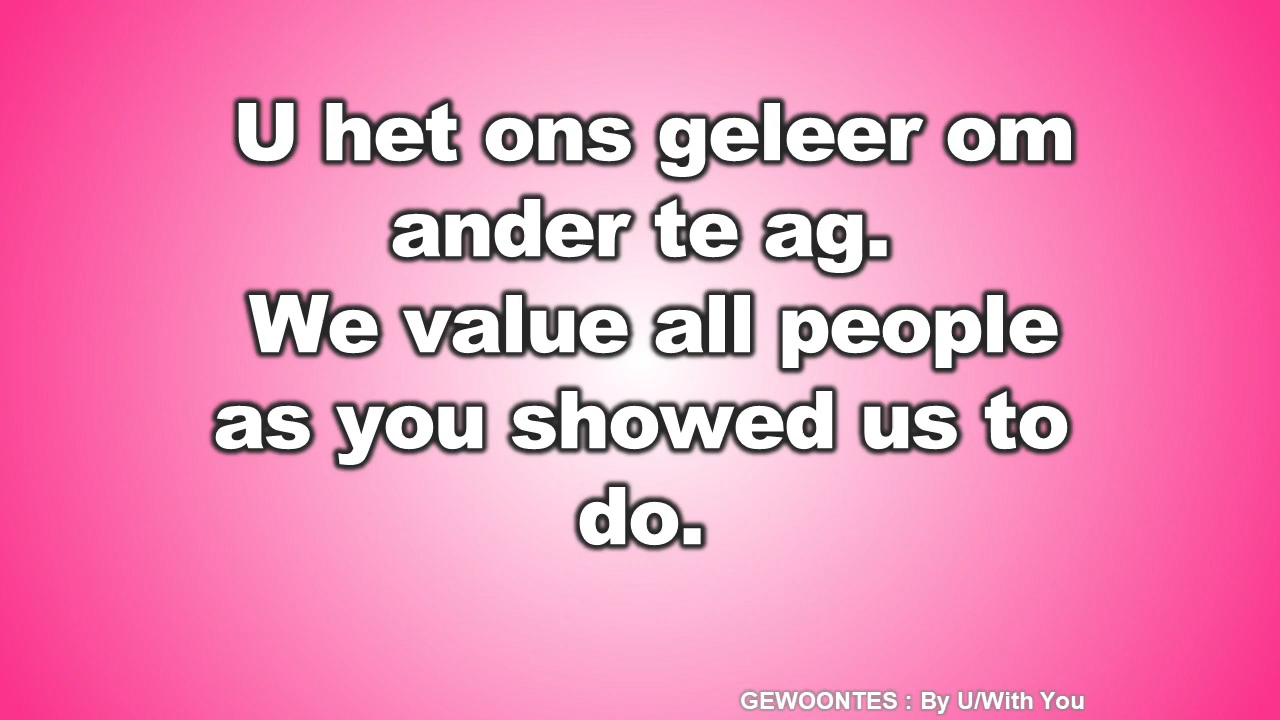 U het ons geleer om
ander te ag.
We value all people
as you showed us to
do.
GEWOONTES : By U/With You